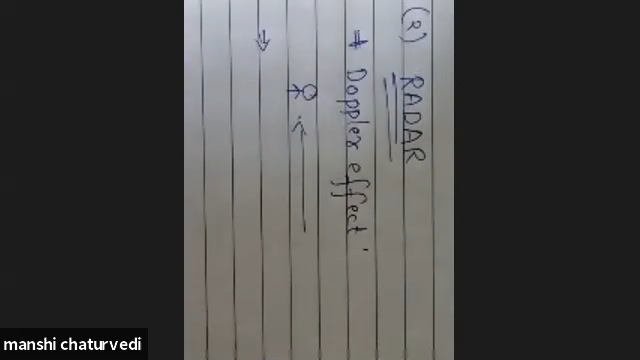 (2) RADAR
→ Doppler effect'
manshi chaturvedi